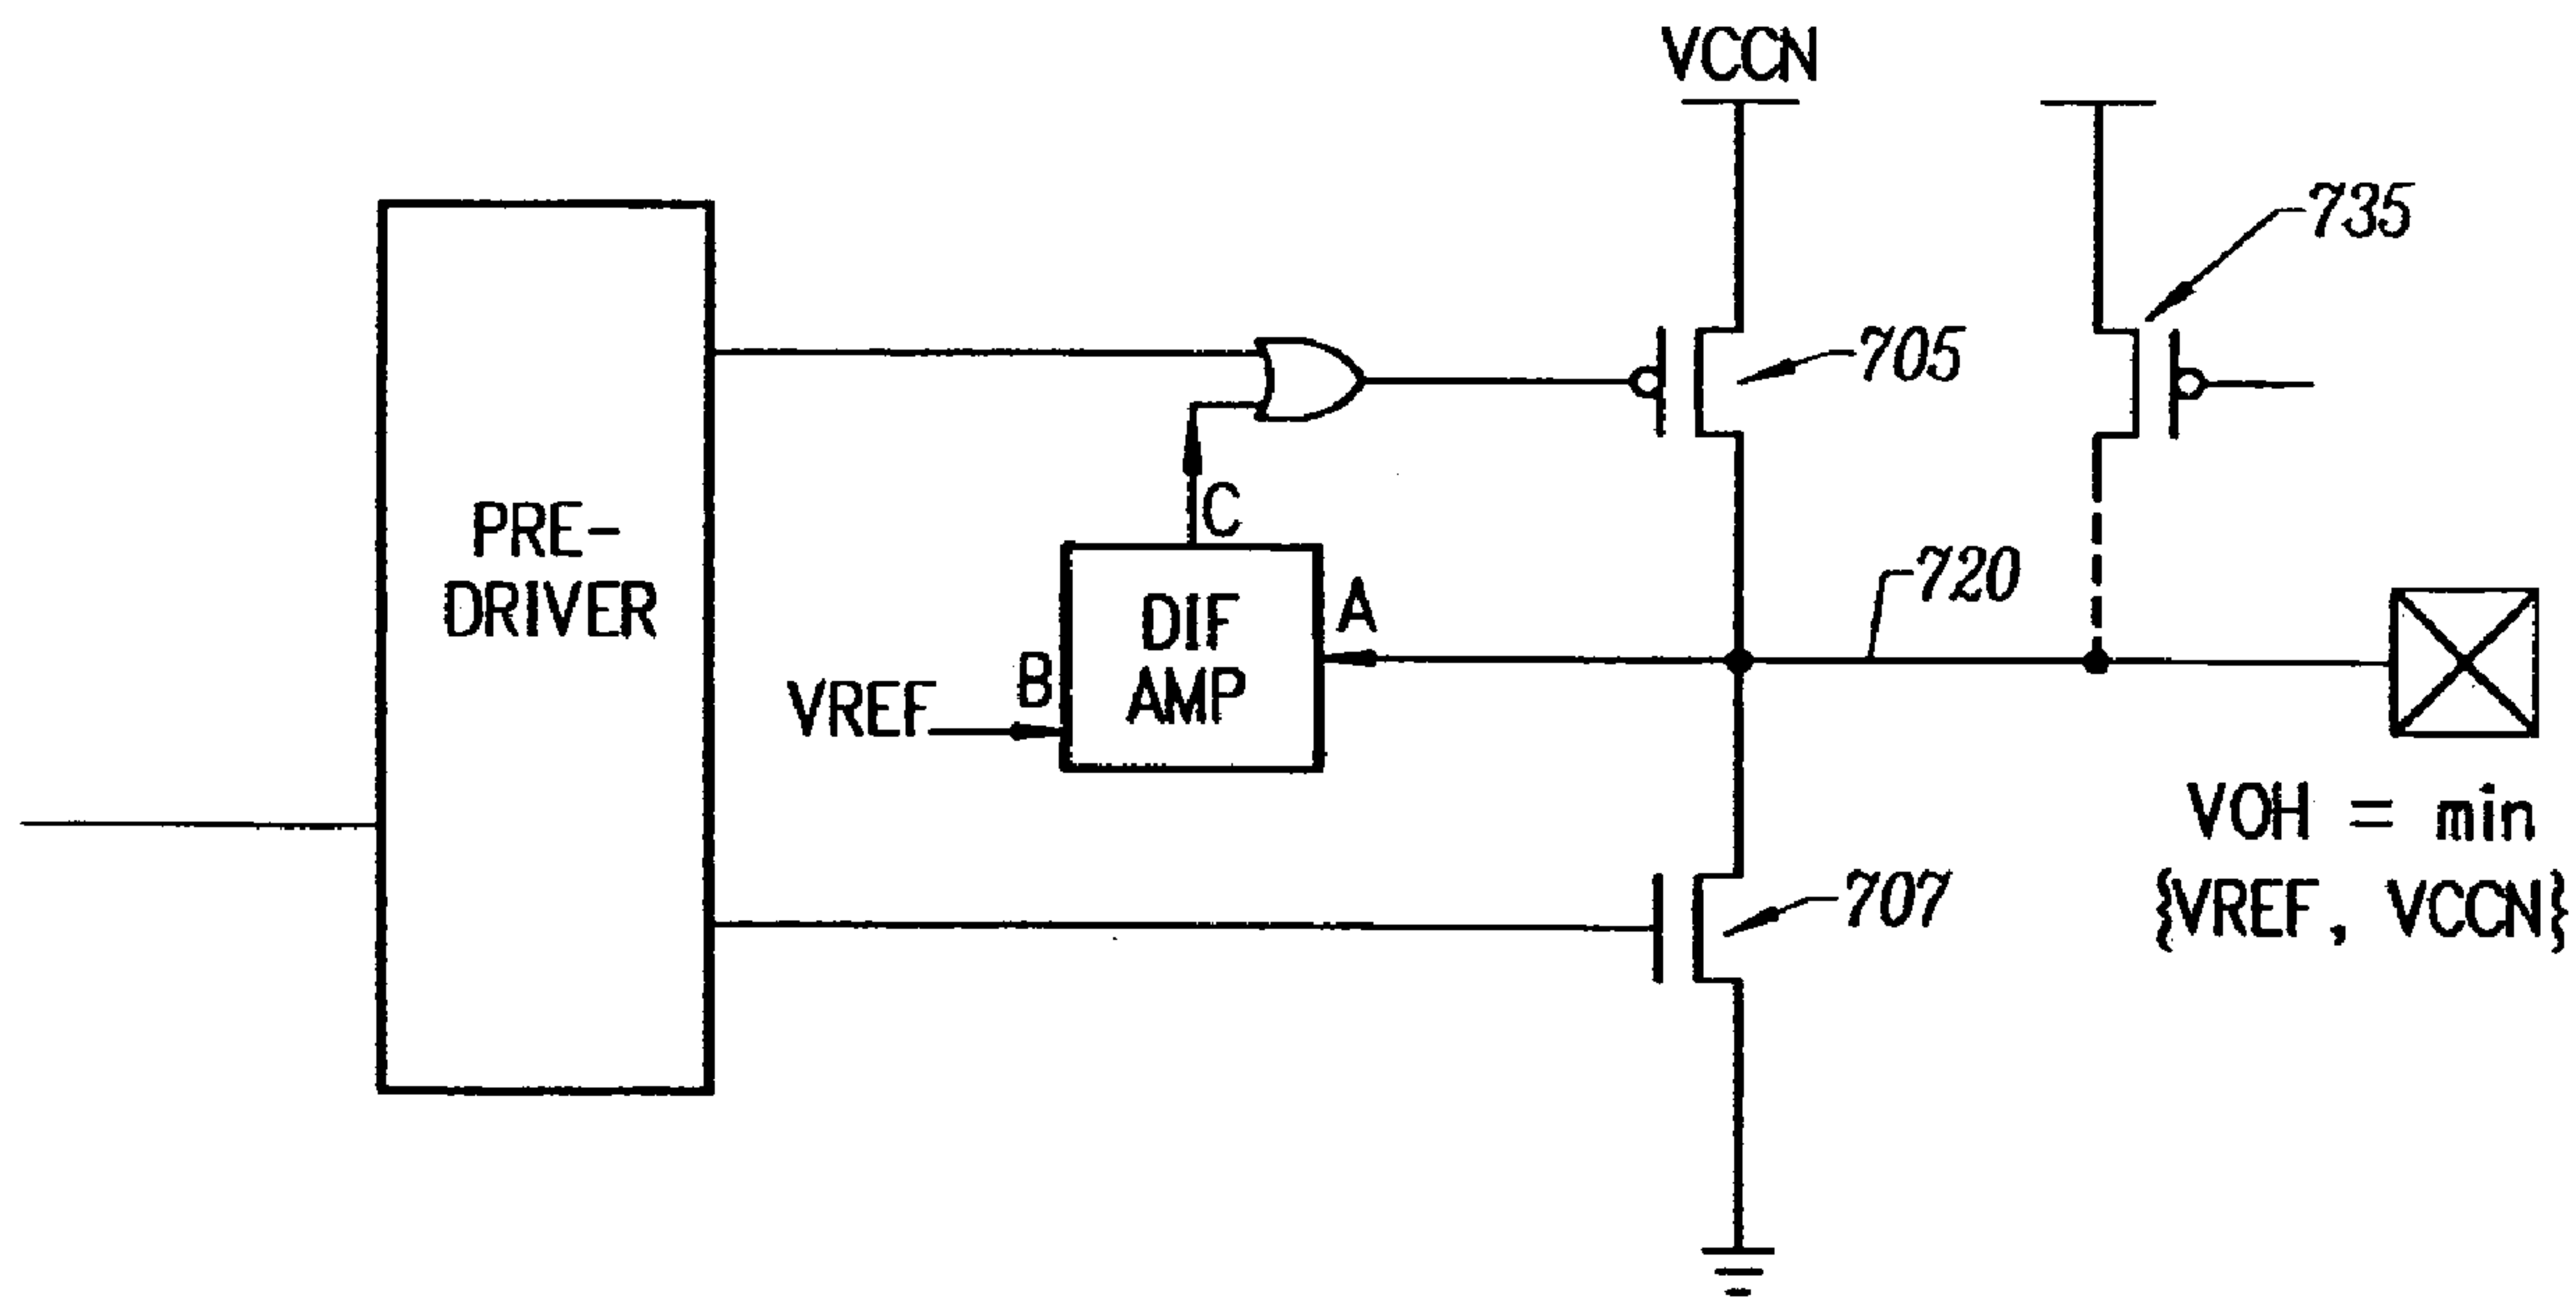 VCCN
735
705
PRE-
DRIVER
C
DIF
AMP
A
B
VREF
720
707
VOH = min
{VREF, VCCN}